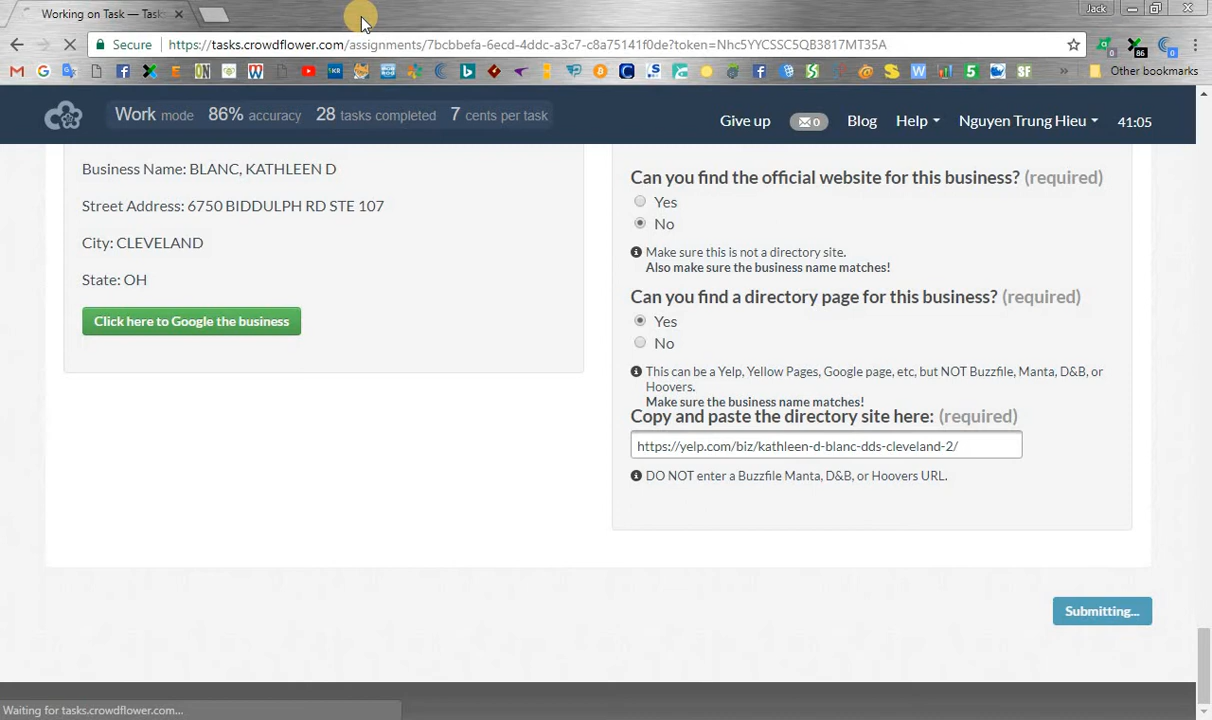 Working on Task — Task
Jack
Secure
https://tasks.crowdflower.com/assignments/7bcbbefa-6ecd-4ddc-a3c7-c8a75141f0de?token=Nhc5YYCSSC5QB3817MT35A
Other bookmarks
Work mode 86% accuracy 28 tasks completed 7 cents per task
Give up 0 Blog Help Nguyen Trung Hieu 41:05
Business Name: BLANC, KATHLEEN D
Street Address: 6750 BIDDULPH RD STE 107
City: CLEVELAND
State: OH
Click here to Google the business
Can you find the official website for this business? (required)
Yes
No
Make sure this is not a directory site.
Also make sure the business name matches!
Can you find a directory page for this business? (required)
Yes
No
This can be a Yelp, Yellow Pages, Google page, etc, but NOT Buzzfile, Manta, D&B, or
Hoovers.
Make sure the business name matches!
Copy and paste the directory site here: (required)
https://yelp.com/biz/kathleen-d-blanc-dds-cleveland-2/
DO NOT enter a Buzzfile Manta, D&B, or Hoovers URL.
Submitting...
Waiting for tasks.crowdflower.com...